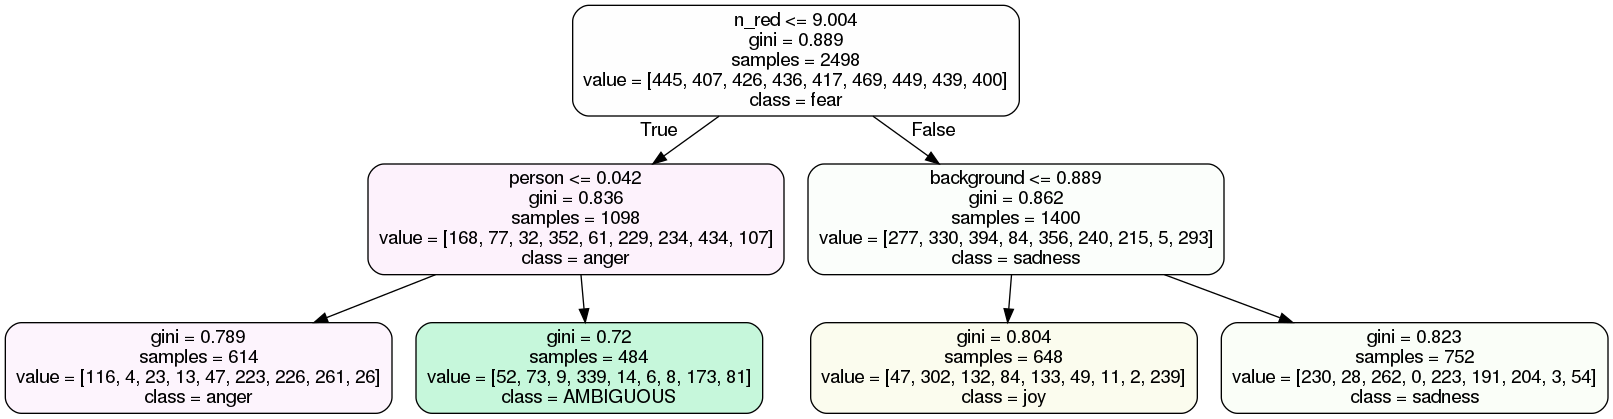 n_red <= 9.004
gini = 0.889
samples = 2498
value = [445, 407, 426, 436, 417, 469, 449, 439, 400]
class = fear
True
False
person <= 0.042
gini = 0.836
samples = 1098
value = [168, 77, 32, 352, 61, 229, 234, 434, 107]
class = anger
background <= 0.889
gini = 0.862
samples = 1400
value = [277, 330, 394, 84, 356, 240, 215, 5, 293]
class = sadness
gini = 0.789
samples = 614
value = [116, 4, 23, 13, 47, 223, 226, 261, 26]
class = anger
gini = 0.72
samples = 484
value = [52, 73, 9, 339, 14, 6, 8, 173, 81]
class = AMBIGUOUS
gini = 0.804
samples = 648
value = [47, 302, 132, 84, 133, 49, 11, 2, 239]
class = joy
gini = 0.823
samples = 752
value = [230, 28, 262, 0, 223, 191, 204, 3, 54]
class = sadness